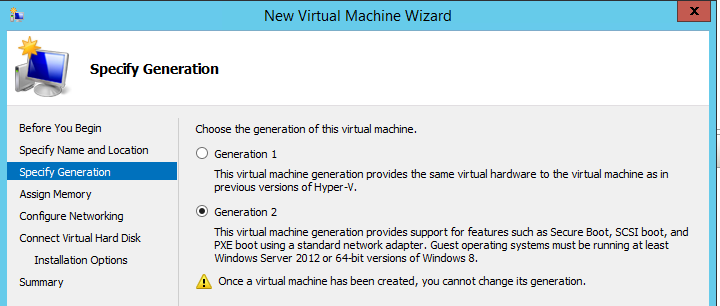 New Virtual Machine Wizard
Specify Generation
Before You Begin
Specify Name and Location
Specify Generation
Assign Memory
Configure Networking
Connect Virtual Hard Disk
Installation Options
Summary
Choose the generation of this virtual machine.
Generation 1
This virtual machine generation provides the same virtual hardware to the virtual machine as in
previous versions of Hyper-V.
Generation 2
This virtual machine generation provides support for features such as Secure Boot, SCSI boot, and
PXE boot using a standard network adapter. Guest operating systems must be running at least
Windows Server 2012 or 64-bit versions of Windows 8.
Once a virtual machine has been created, you cannot change its generation.